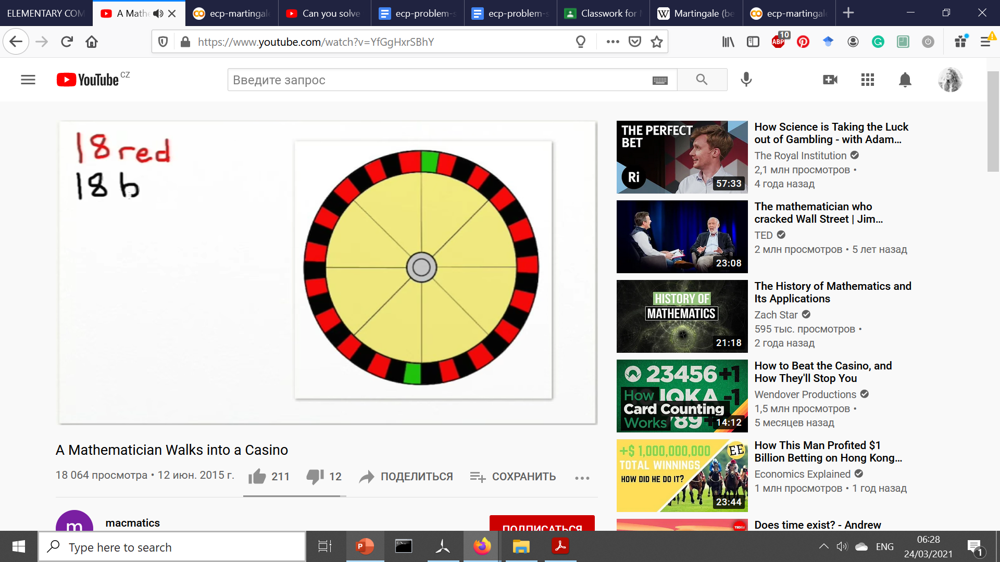 ELEMENTARY COM
A Mathe
ecp-martingale
Can you solve
ecp-problem-s
ecp-problem-s
Classwork for M
Martingale (be
ecp-martingale
https://www.youtube.com/watch?v=YfGgHxrSBhY
ABP
10
G
YouTube CZ
Введите запрос
18 red
18 b
THE PERFECT
BET
Ri
57:33
How Science is Taking the Luck
out of Gambling - with Adam...
The Royal Institution
2,1 млн просмотров •
4 года назад
23:08
The mathematician who
cracked Wall Street | Jim...
TED
2 млн просмотров • 5 лет назад
HISTORY OF
MATHEMATICS
21:18
The History of Mathematics and
Its Applications
Zach Star
595 тыс. просмотров •
2 года назад
23456 +1
How IQKA -1
Card Counting
Works 789
14:12
How to Beat the Casino, and
How They'll Stop You
Wendover Productions
1,5 млн просмотров •
5 месяцев назад
+$ 1,000,000,000
TOTAL WINNINGS
HOW DID HE DO IT?
EE
23:44
How This Man Profited $1
Billion Betting on Hong Kong...
Economics Explained
1 млн просмотров • 1 год назад
TED Ed
Does time exist? - Andrew
A Mathematician Walks into a Casino
18 064 просмотра • 12 июн. 2015 г.
211
12
ПОДЕЛИТЬСЯ
СОХРАНИТЬ
m
macmatics
ПОДПИСАТЬСЯ
Type here to search
P
ENG
06:28
24/03/2021
1